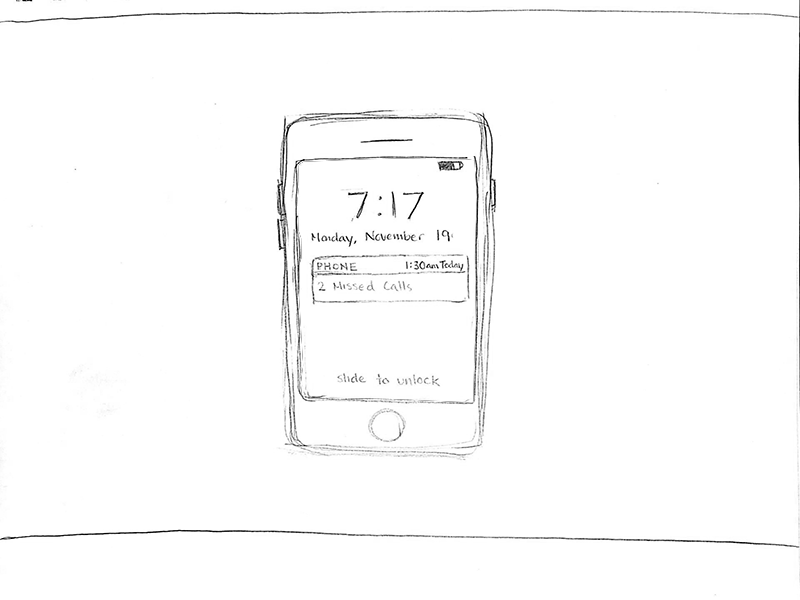 7:17
Monday, November 19
PHONE 1:30am Today
2 Missed Calls
slide to unlock